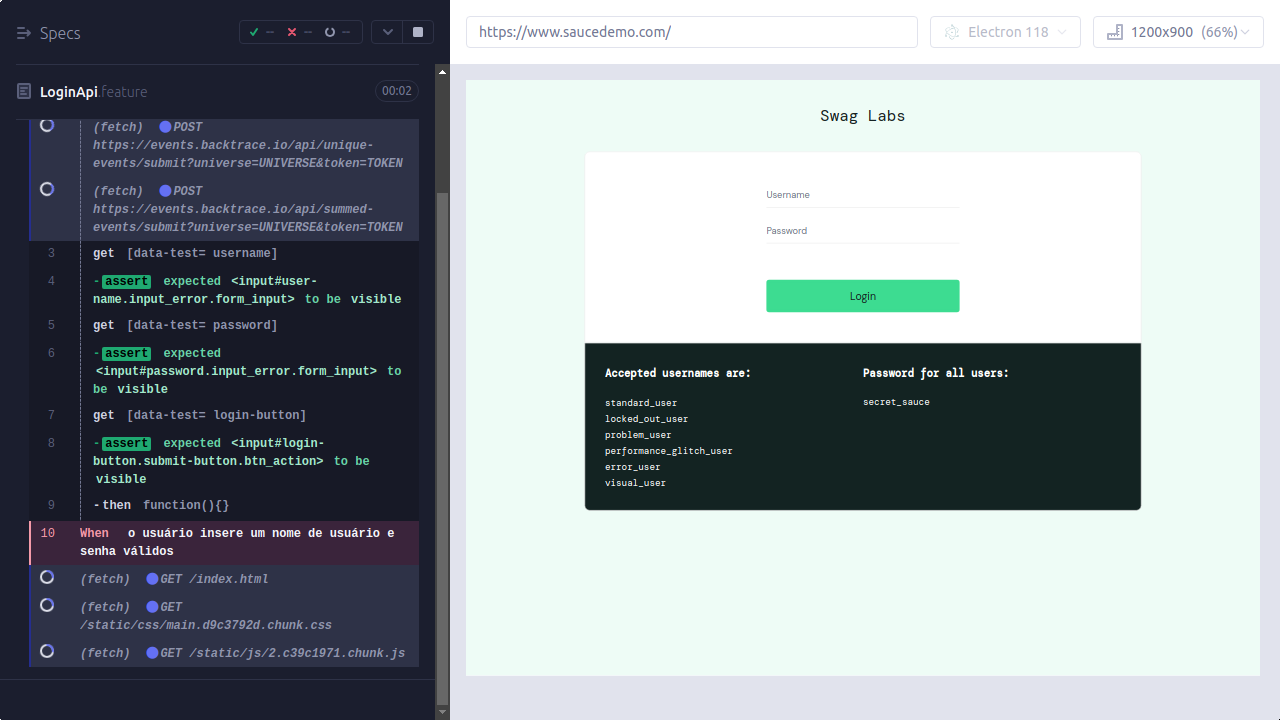 Specs
-- -- --
https://www.saucedemo.com/
Electron 118
1200x900 (66%)
LoginApi.feature
00:02
(fetch) POST
https://events.backtrace.io/api/unique-
events/submit?universe=UNIVERSE&token=TOKEN
(fetch) POST
https://events.backtrace.io/api/summed-
events/submit?universe=UNIVERSE&token=TOKEN
3 get [data-test= username]
4 -assert expected <input#user-
name.input_error.form_input> to be visible
5 get [data-test= password]
6 -assert expected
<input#password.input_error.form_input> to
be visible
7 get [data-test= login-button]
8 -assert expected <input#login-
button.submit-button.btn_action> to be
visible
9 -then function(){}
10 When o usuário insere um nome de usuário e
senha válidos
(fetch) GET /index.html
(fetch) GET
/static/css/main.d9c3792d.chunk.css
(fetch) GET /static/js/2.c39c1971.chunk.js
Swag Labs
Username
Password
Login
Accepted usernames are:
standard_user
locked_out_user
problem_user
performance_glitch_user
error_user
visual_user
Password for all users:
secret_sauce